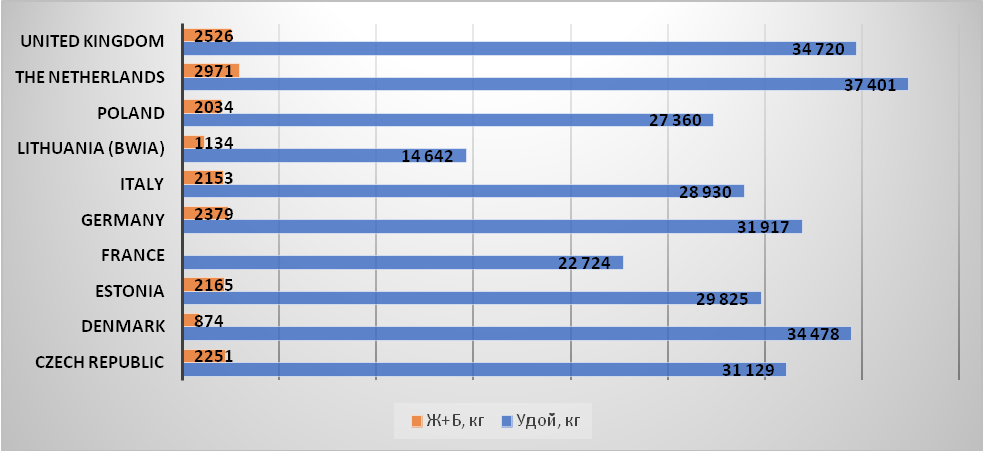 UNITED KINGDOM 2526 34 720
THE NETHERLANDS 2971 37 401
POLAND 2034 27 360
LITHUANIA (BWIA) 1134 14 642
ITALY 2153 28 930
GERMANY 2379 31 917
FRANCE 22 724
ESTONIA 2165 29 825
DENMARK 874 34 478
CZECH REPUBLIC 2251 31 129
Ж+Б, кг Удой, кг